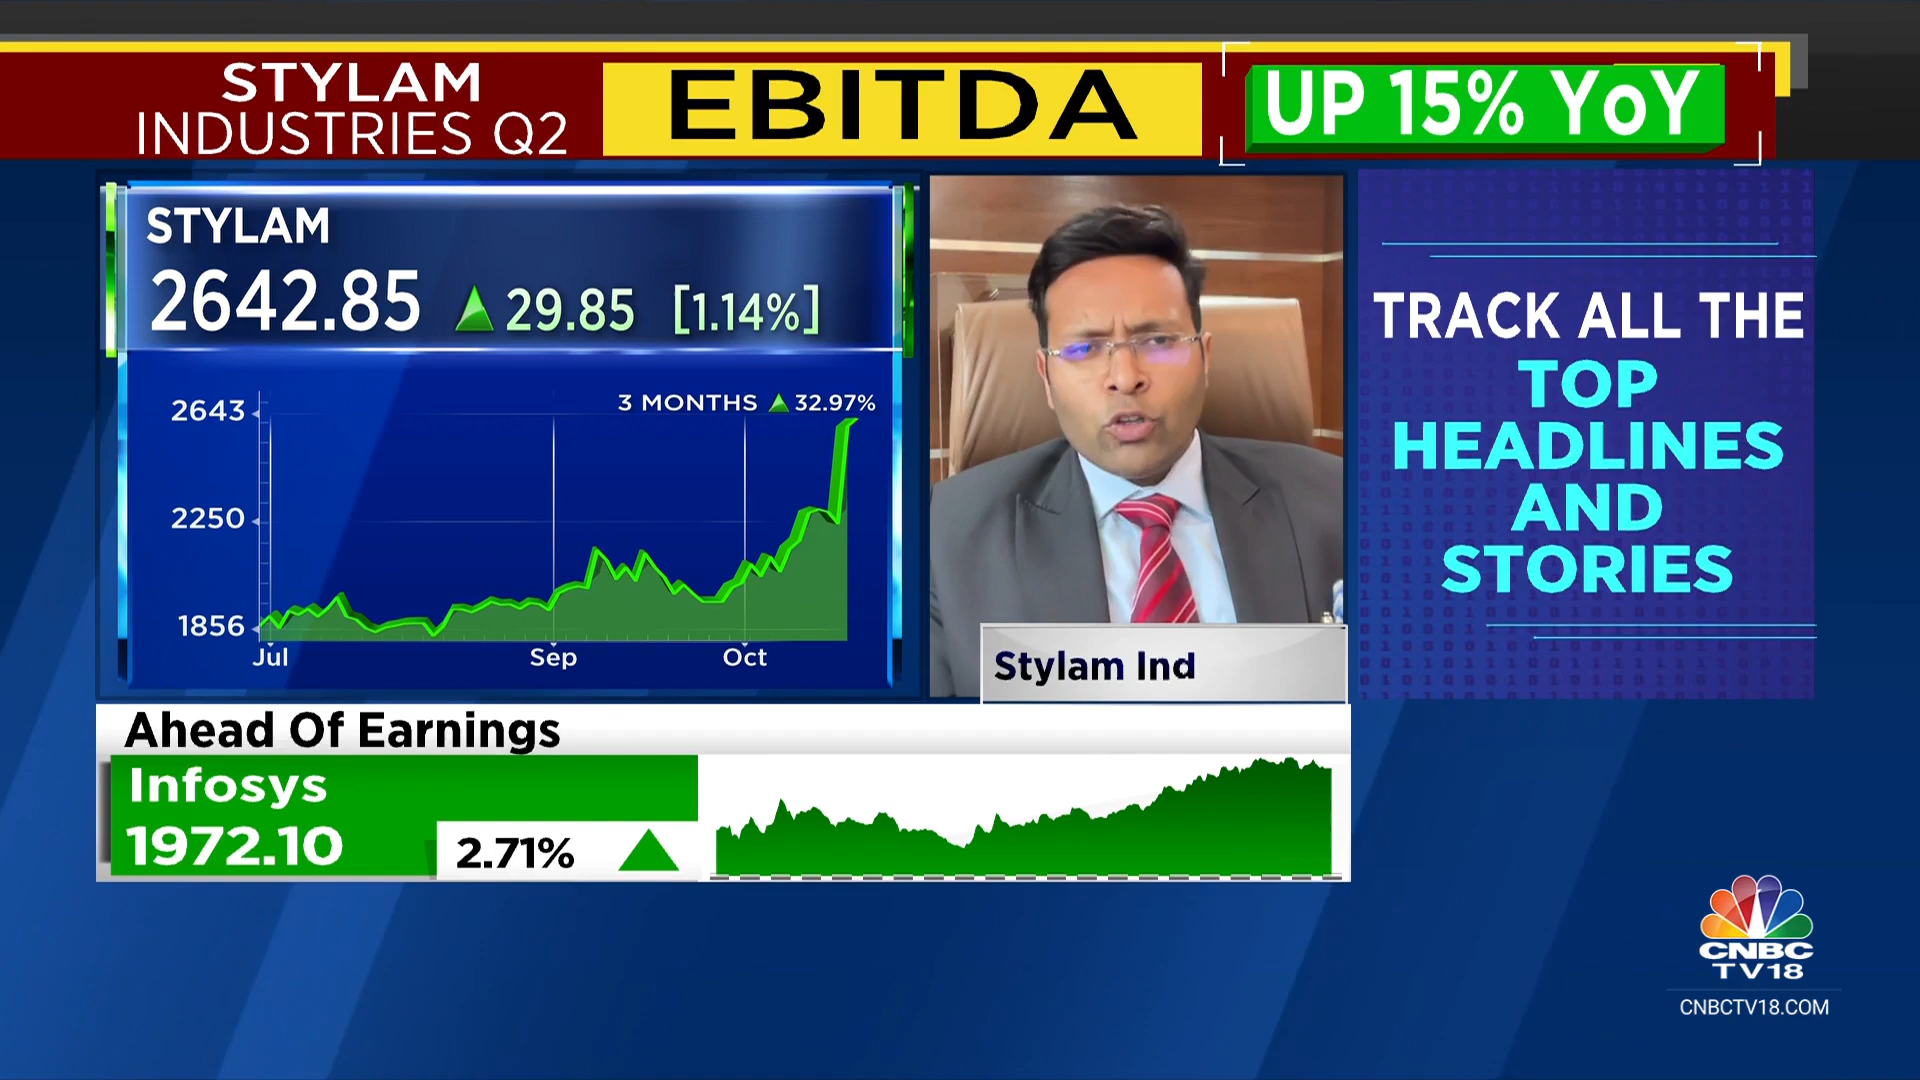 STYLAM
INDUSTRIES Q2
EBITDA
UP 15% YoY
STYLAM
2642.85 29.85 [1.14%]
3 MONTHS 32.97%
2643
2250
1856
Jul Sep Oct
Stylam Ind
TRACK ALL THE
TOP
HEADLINES
AND
STORIES
Ahead Of Earnings
Infosys
1972.10 2.71%
CNBC
TV18
CNBCTV18.COM